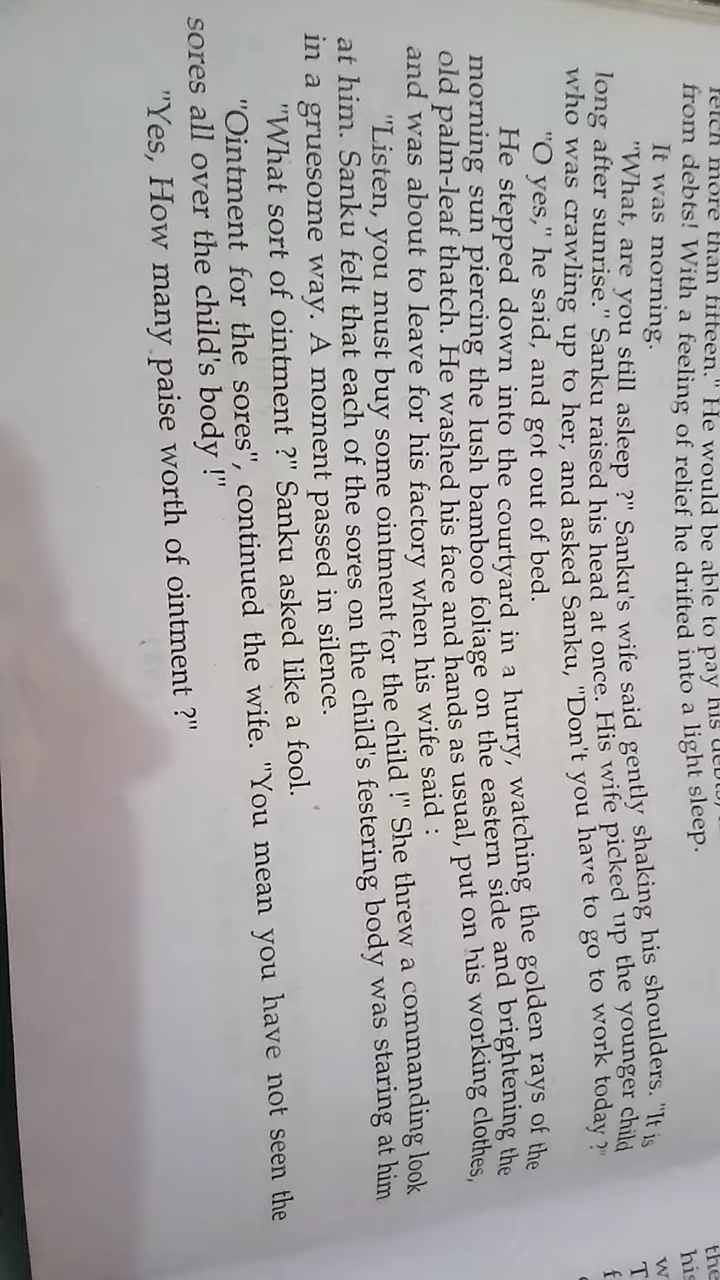 fetch more than fifteen." He would be able to pay his debts,
from debts! With a feeling of relief he drifted into a light sleep.
It was morning.
"What, are you still asleep ?" Sanku's wife said gently shaking his shoulders. "It is
long after sunrise." Sanku raised his head at once. His wife picked up the younger child
who was crawling up to her, and asked Sanku, "Don't you have to go to work today ?"
"O yes," he said, and got out of bed.
He stepped down into the courtyard in a hurry, watching the golden rays of the
morning sun piercing the lush bamboo foliage on the eastern side and brightening the
old palm-leaf thatch. He washed his face and hands as usual, put on his working clothes,
and was about to leave for his factory when his wife said :
"Listen, you must buy some ointment for the child !" She threw a commanding look
at him. Sanku felt that each of the sores on the child's festering body was staring at him
in a gruesome way. A moment passed in silence.
"What sort of ointment ?" Sanku asked like a fool.
"Ointment for the sores", continued the wife. "You mean you have not seen the
sores all over the child's body !"
"Yes, How many paise worth of ointment ?"